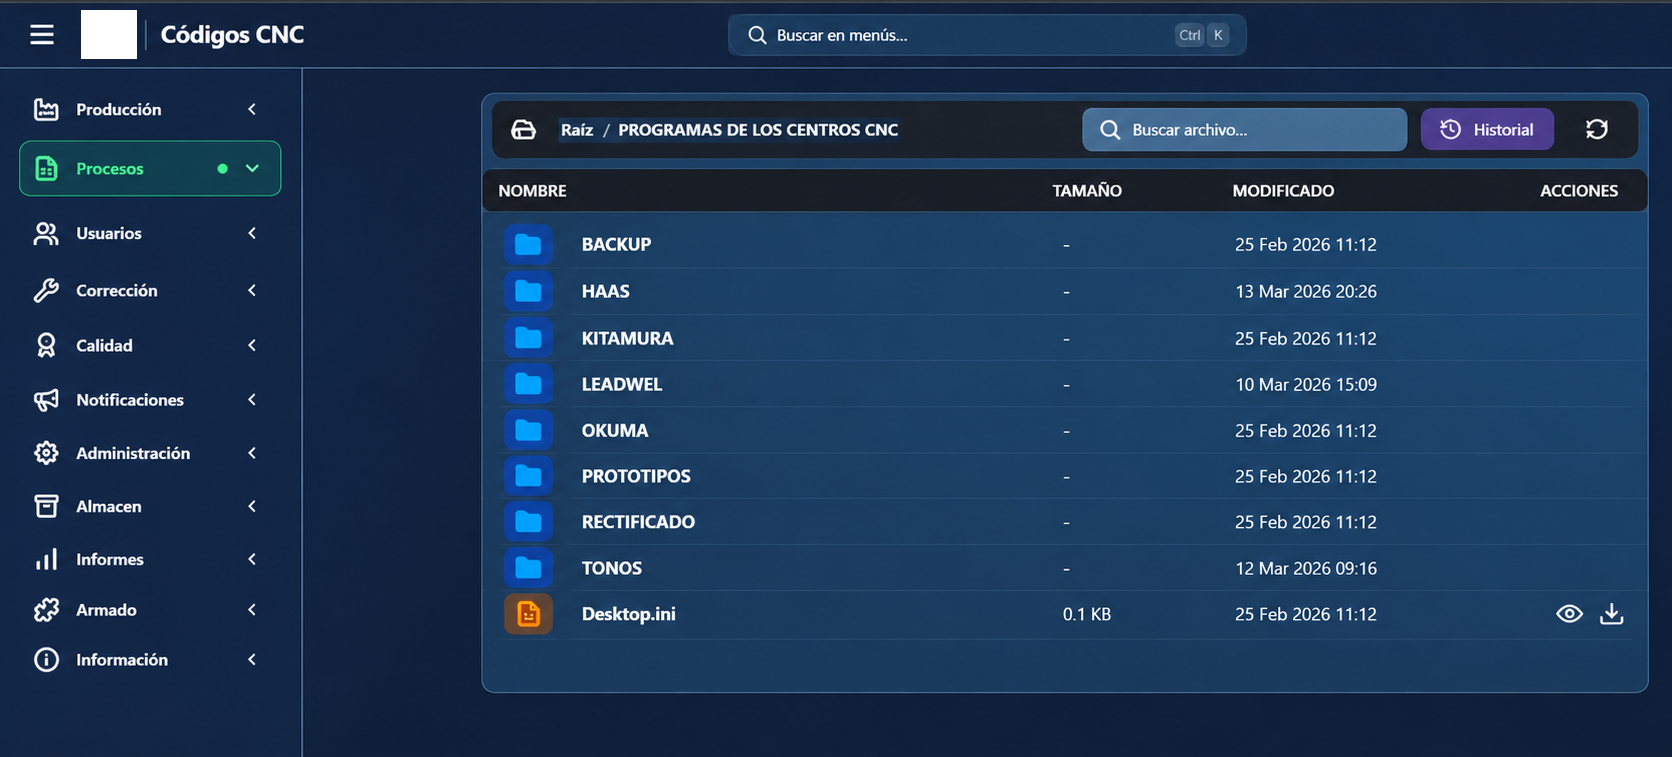 Códigos CNC
Buscar en menús...
Ctrl K
Producción
Procesos
Usuarios
Corrección
Calidad
Notificaciones
Administración
Almacen
Informes
Armado
Información
Raíz / PROGRAMAS DE LOS CENTROS CNC
Buscar archivo...
Historial
NOMBRE TAMAÑO MODIFICADO ACCIONES
BACKUP - 25 Feb 2026 11:12
HAAS - 13 Mar 2026 20:26
KITAMURA - 25 Feb 2026 11:12
LEADWEL - 10 Mar 2026 15:09
OKUMA - 25 Feb 2026 11:12
PROTOTIPOS - 25 Feb 2026 11:12
RECTIFICADO - 25 Feb 2026 11:12
TONOS - 12 Mar 2026 09:16
Desktop.ini 0.1 KB 25 Feb 2026 11:12